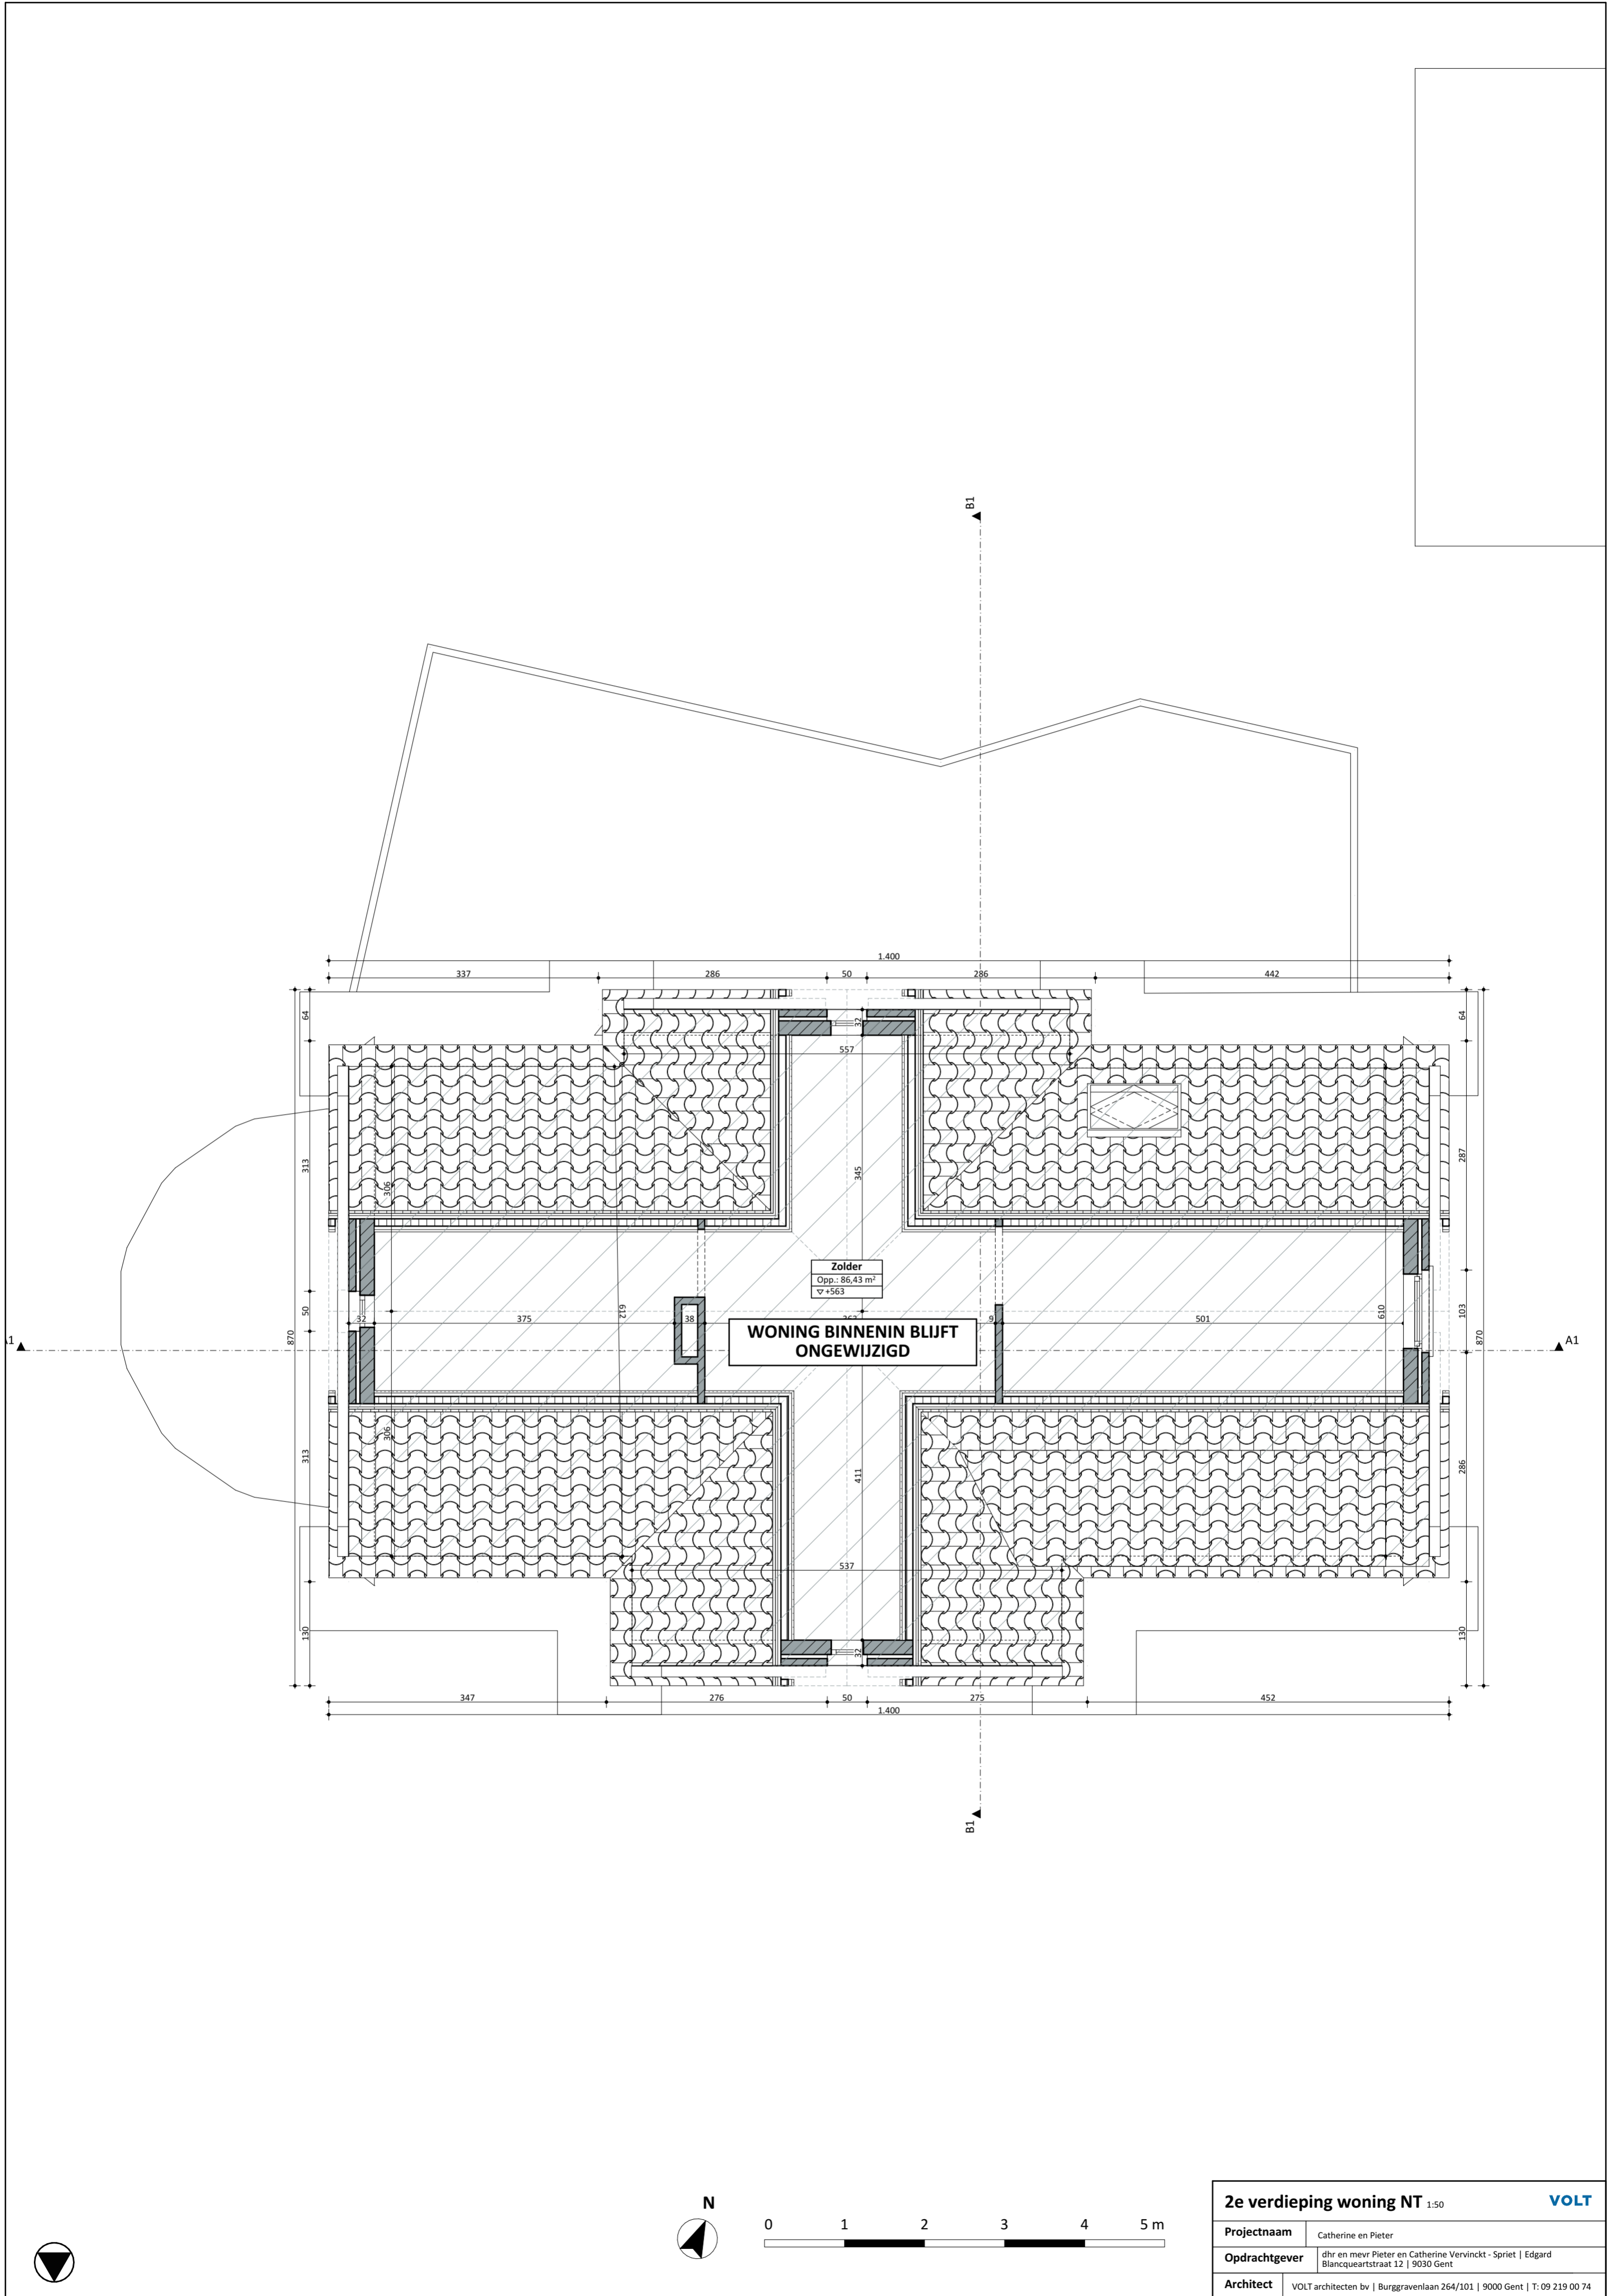 B1
1.400
337
286
50
286
442
64
64
32
557
313
306
345
287
Zolder
Opp.: 86,43 m²
▽ +563
50
32
375
38
9
501
612
610
103
870
870
WONING BINNENIN BLIJFT
ONGEWIJZIGD
A1
313
306
411
286
537
130
32
130
347
276
50
275
452
1.400
B1
N
0 1 2 3 4 5 m
2e verdieping woning NT 1:50
VOLT
Projectnaam
Catherine en Pieter
Opdrachtgever
dhr en mevr Pieter en Catherine Vervinckt - Spriet | Edgard
Blancqueartstraat 12 | 9030 Gent
Architect
VOLT architecten bv | Burggravenlaan 264/101 | 9000 Gent | T: 09 219 00 74